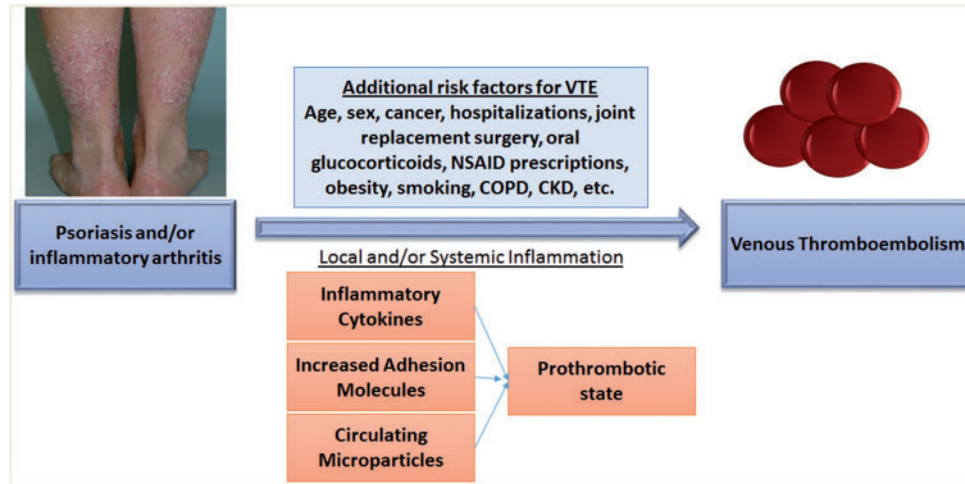 Additional risk factors for VTE
Age, sex, cancer, hospitalizations, joint
replacement surgery, oral
glucocorticoids, NSAID prescriptions,
obesity, smoking, COPD, CKD, etc.
Psoriasis and/or
inflammatory arthritis
Venous Thromboembolism
Local and/or Systemic Inflammation
Inflammatory
Cytokines
Increased Adhesion
Molecules
Circulating
Microparticles
Prothrombotic
state